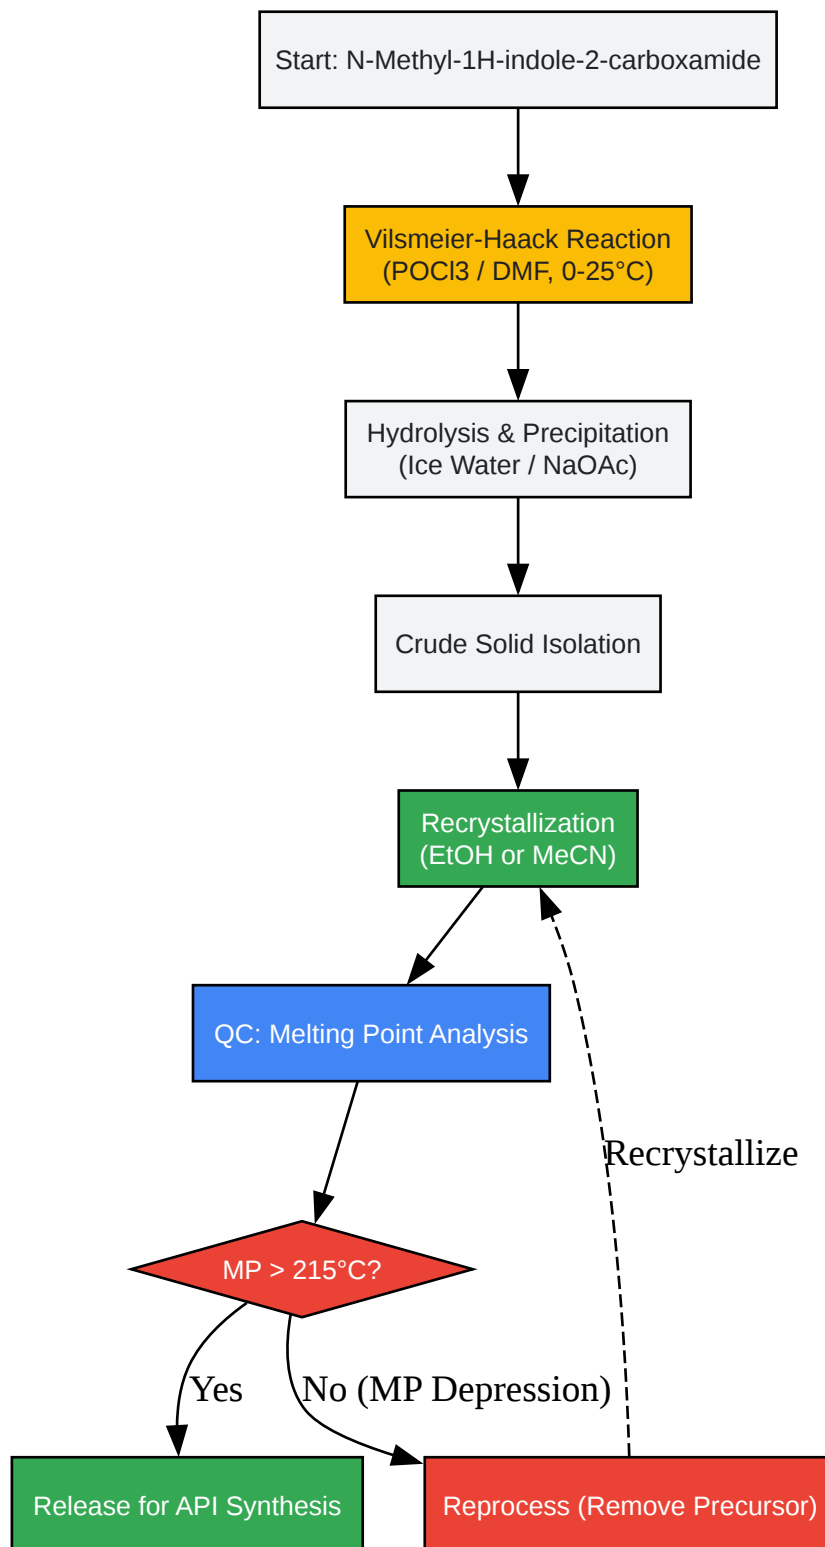 Start: N-Methyl-1H-indole-2-carboxamide
Vilsmeier-Haack Reaction
(POCl3 / DMF, 0-25°C)
Hydrolysis & Precipitation
(Ice Water / NaOAc)
Crude Solid Isolation
Recrystallization
(EtOH or MeCN)
QC: Melting Point Analysis
Recrystallize
MP > 215°C?
Yes
No (MP Depression)
Release for API Synthesis
Reprocess (Remove Precursor)